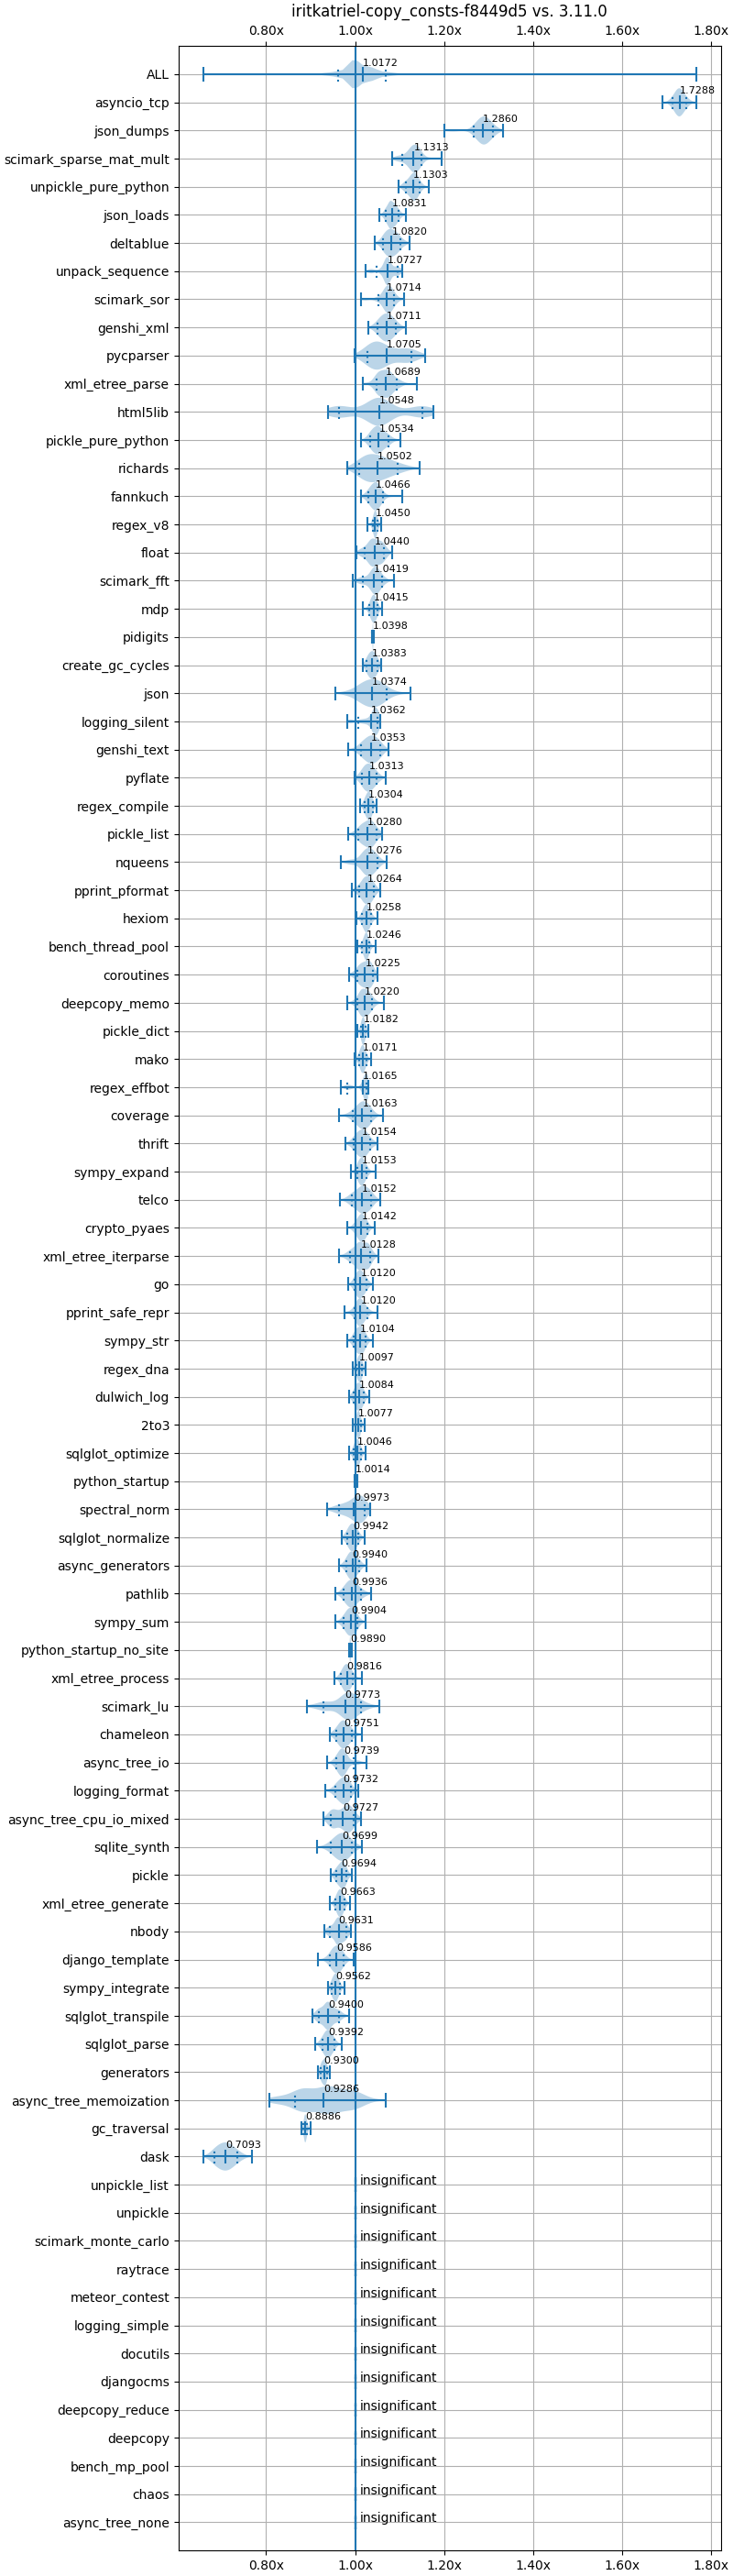 iritkatriel-copy_consts-f8449d5 vs. 3.11.0
0.80x 1.00x 1.20x 1.40x 1.60x 1.80x
ALL 1.0172
asyncio_tcp 1.7288
json_dumps 1.2860
scimark_sparse_mat_mult 1.1313
unpickle_pure_python 1.1303
json_loads 1.0831
deltablue 1.0820
unpack_sequence 1.0727
scimark_sor 1.0714
genshi_xml 1.0711
pycparser 1.0705
xml_etree_parse 1.0689
html5lib 1.0548
pickle_pure_python 1.0534
richards 1.0502
fannkuch 1.0466
regex_v8 1.0450
float 1.0440
scimark_fft 1.0419
mdp 1.0415
pidigits 1.0398
create_gc_cycles 1.0383
json 1.0374
logging_silent 1.0362
genshi_text 1.0353
pyflate 1.0313
regex_compile 1.0304
pickle_list 1.0280
nqueens 1.0276
pprint_pformat 1.0264
hexiom 1.0258
bench_thread_pool 1.0246
coroutines 1.0225
deepcopy_memo 1.0220
pickle_dict 1.0182
mako 1.0171
regex_effbot 1.0165
coverage 1.0163
thrift 1.0154
sympy_expand 1.0153
telco 1.0152
crypto_pyaes 1.0142
xml_etree_iterparse 1.0128
go 1.0120
pprint_safe_repr 1.0120
sympy_str 1.0104
regex_dna 1.0097
dulwich_log 1.0084
2to3 1.0077
sqlglot_optimize 1.0046
python_startup 1.0014
spectral_norm 0.9973
sqlglot_normalize 0.9942
async_generators 0.9940
pathlib 0.9936
sympy_sum 0.9904
python_startup_no_site 0.9890
xml_etree_process 0.9816
scimark_lu 0.9773
chameleon 0.9751
async_tree_io 0.9739
logging_format 0.9732
async_tree_cpu_io_mixed 0.9727
sqlite_synth 0.9699
pickle 0.9694
xml_etree_generate 0.9663
nbody 0.9631
django_template 0.9586
sympy_integrate 0.9562
sqlglot_transpile 0.9400
sqlglot_parse 0.9392
generators 0.9300
async_tree_memoization 0.9286
gc_traversal 0.8886
dask 0.7093
unpickle_list insignificant
unpickle insignificant
scimark_monte_carlo insignificant
raytrace insignificant
meteor_contest insignificant
logging_simple insignificant
docutils insignificant
djangocms insignificant
deepcopy_reduce insignificant
deepcopy insignificant
bench_mp_pool insignificant
chaos insignificant
async_tree_none insignificant
0.80x 1.00x 1.20x 1.40x 1.60x 1.80x